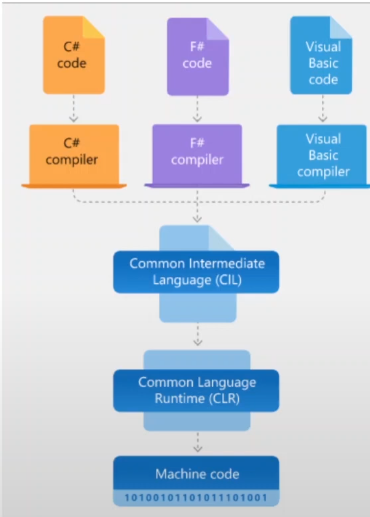 C#
code
F#
code
Visual
Basic
code
C#
compiler
F#
compiler
Visual
Basic
compiler
Common Intermediate
Language (CIL)
Common Language
Runtime (CLR)
Machine code
10100101101011101001